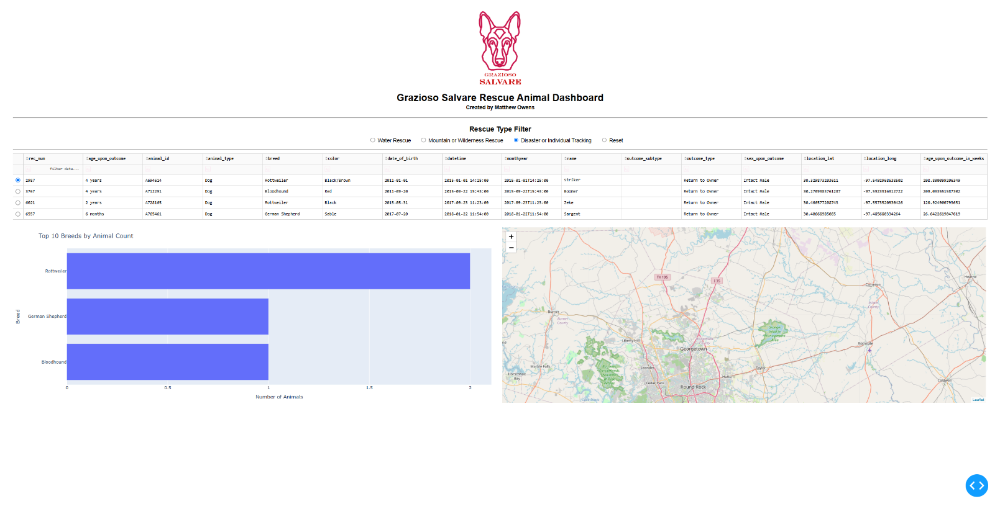 GRAZIOSO
SALVARE
Grazioso Salvare Rescue Animal Dashboard
Created by Matthew Owens
Rescue Type Filter
Water Rescue Mountain or Wilderness Rescue Disaster or Individual Tracking Reset
rec_num age_upon_outcome animal_id animal_type breed color date_of_birth datetime monthyear name outcome_subtype outcome_type sex_upon_outcome location_lat location_long age_upon_outcome_in_weeks
filter data...
2987 4 years A694614 Dog Rottweiler Black/Brown 2011-01-01 2015-01-01 14:25:00 2015-01-01T14:25:00 Striker Return to Owner Intact Male 30.329873203611 -97.5492968638502 208.800099206349
3767 4 years A712291 Dog Bloodhound Red 2011-09-20 2015-09-22 15:43:00 2015-09-22T15:43:00 Boomer Return to Owner Intact Male 30.2709983761287 -97.5923916912722 209.093551587302
6021 2 years A728165 Dog Rottweiler Black 2015-05-31 2017-09-23 11:23:00 2017-09-23T11:23:00 Zeke Return to Owner Intact Male 30.466577208743 -97.5573520930426 120.924900793651
6557 6 months A765461 Dog German Shepherd Sable 2017-07-20 2018-01-22 11:54:00 2018-01-22T11:54:00 Sargent Return to Owner Intact Male 30.40668985085 -97.485680334264 26.6422619047619
Top 10 Breeds by Animal Count
Breed
Rottweiler
German Shepherd
Bloodhound
0 0.5 1 1.5 2
Number of Animals
+
−
TX 195
I 35
Hearne
Cameron
Milam
County
Burnet
Burnet
County
Granger
Wildlife
Management
Area
Liberty Hill
Rockdale
Georgetown
Marble Falls
Leander
Taylor
Horseshoe
Bay
Hutto
Caldwell
Cedar Park
Round Rock
Leaflet